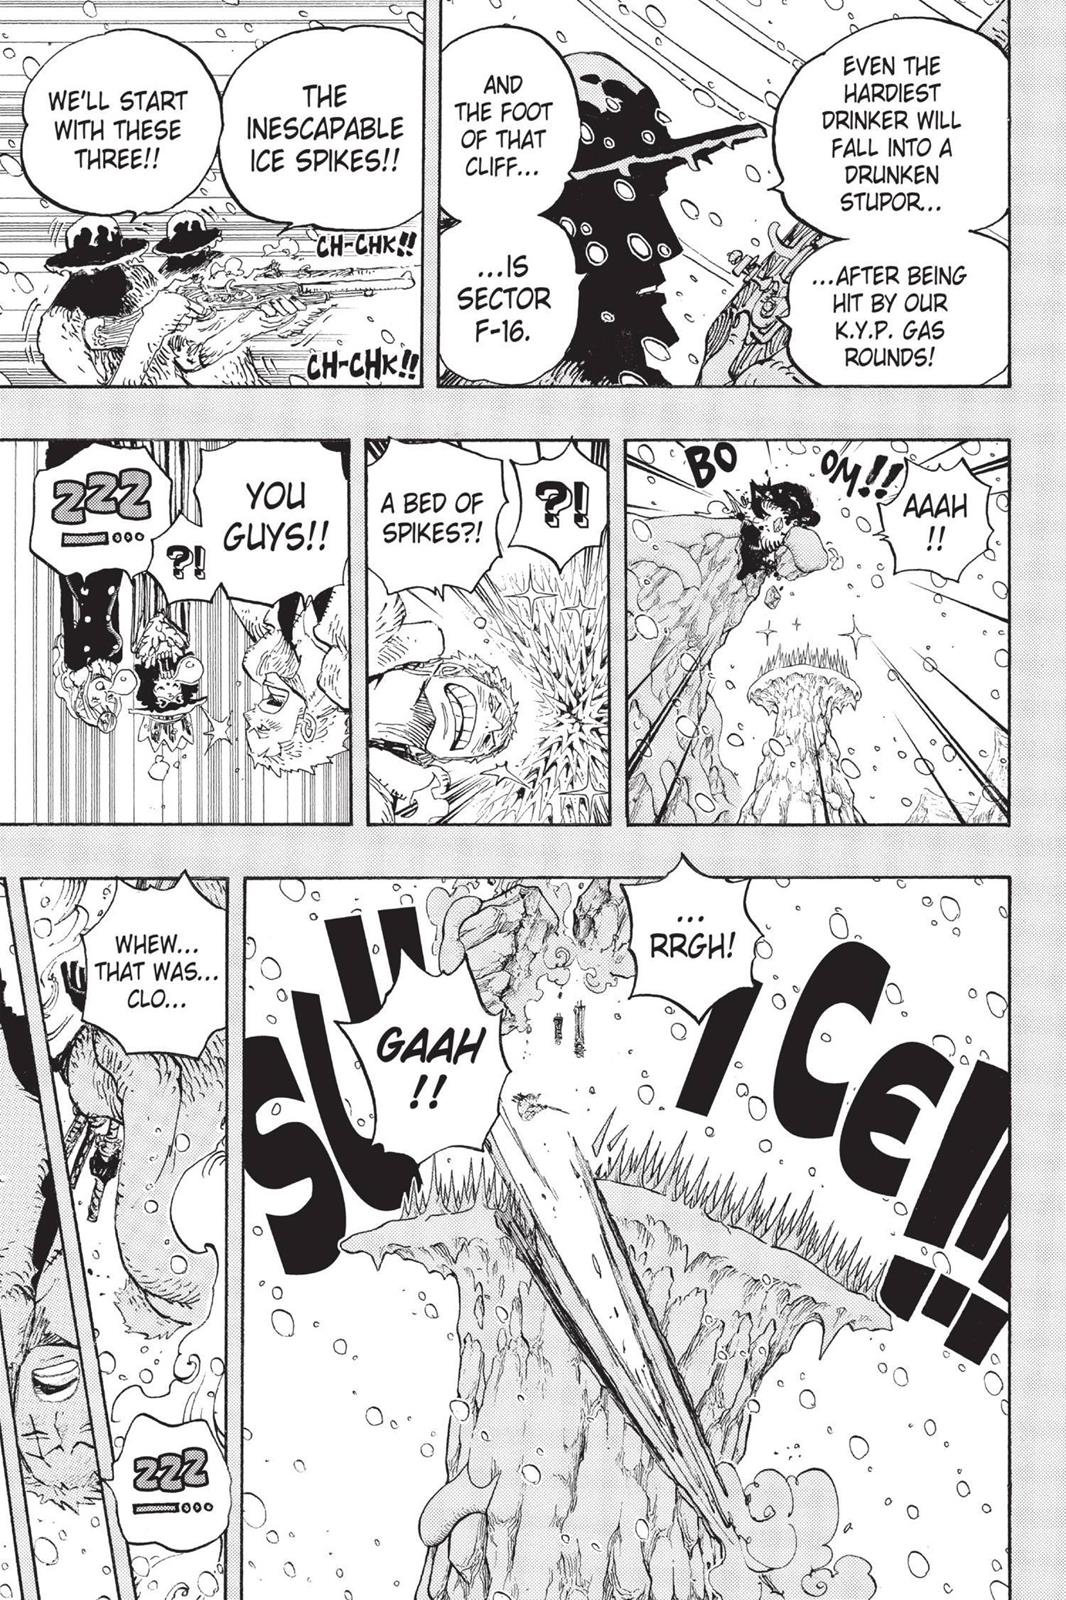 EVEN THE
HARDIEST
DRINKER WILL
FALL INTO A
DRUNKEN
STUPOR...
...AFTER BEING
HIT BY OUR
K.Y.P. GAS
ROUNDS!
AND
THE FOOT
OF THAT
CLIFF...
...IS
SECTOR
F-16.
THE
INESCAPABLE
ICE SPIKES!!
WE'LL START
WITH THESE
THREE!!
CH-CHK!!
CH-CHK!!
BO
OM!!
AAAH
!!
?!
A BED OF
SPIKES?!
YOU
GUYS!!
?!
ZZZ
...
...
RRGH!
GAAH
!!
SLICE!!!
WHEW...
THAT WAS...
CLO...
ZZZ
...